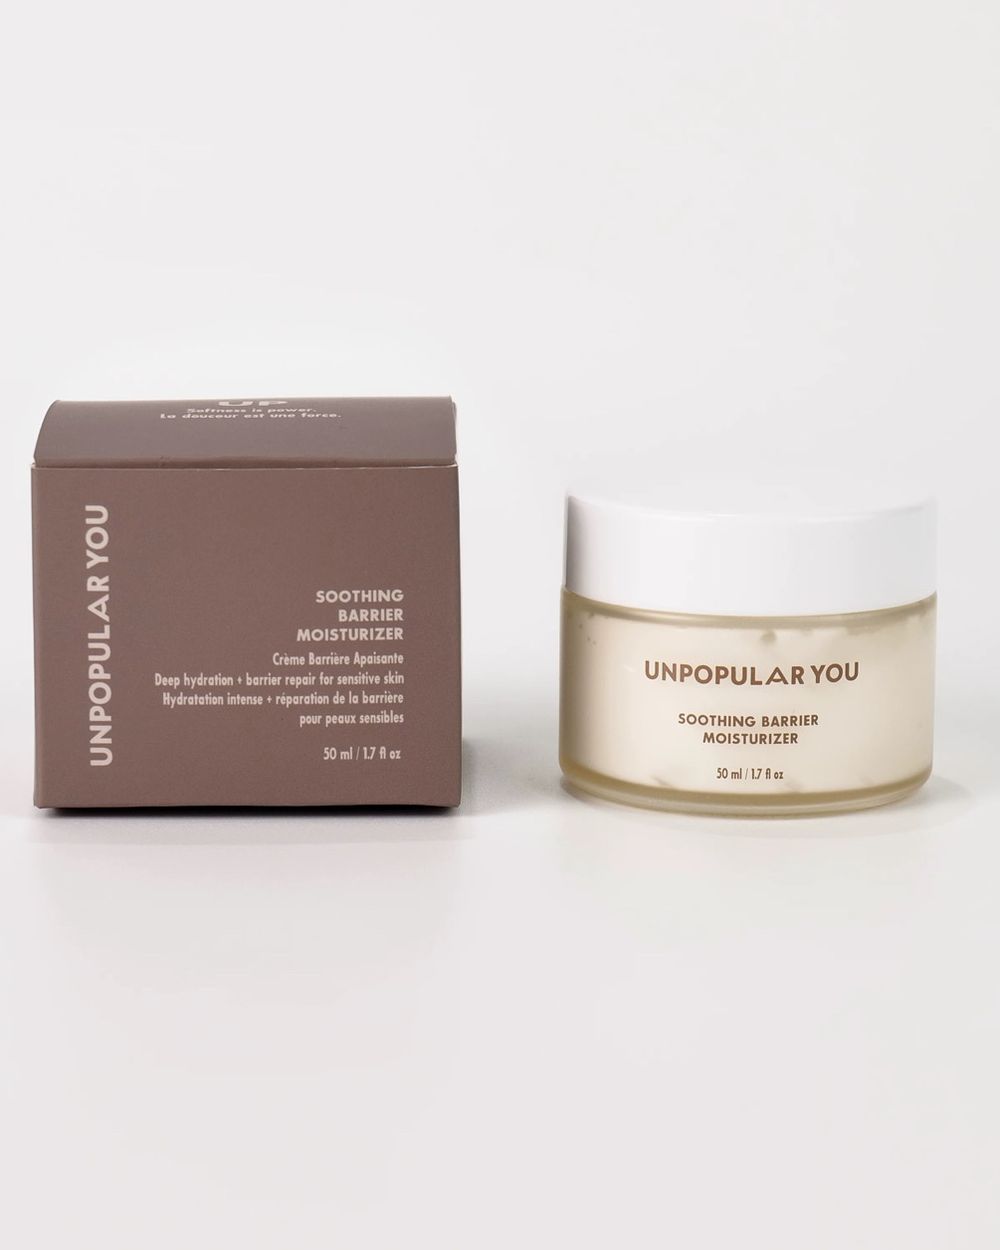 UP
Softness is power.
La douceur est une force.
UNPOPULAR YOU
SOOTHING
BARRIER
MOISTURIZER
Crème Barrière Apaisante
Deep hydration + barrier repair for sensitive skin
Hydratation intense + réparation de la barrière
pour peaux sensibles
50 ml / 1.7 fl oz
UNPOPULAR YOU
SOOTHING BARRIER
MOISTURIZER
50 ml / 1.7 fl oz